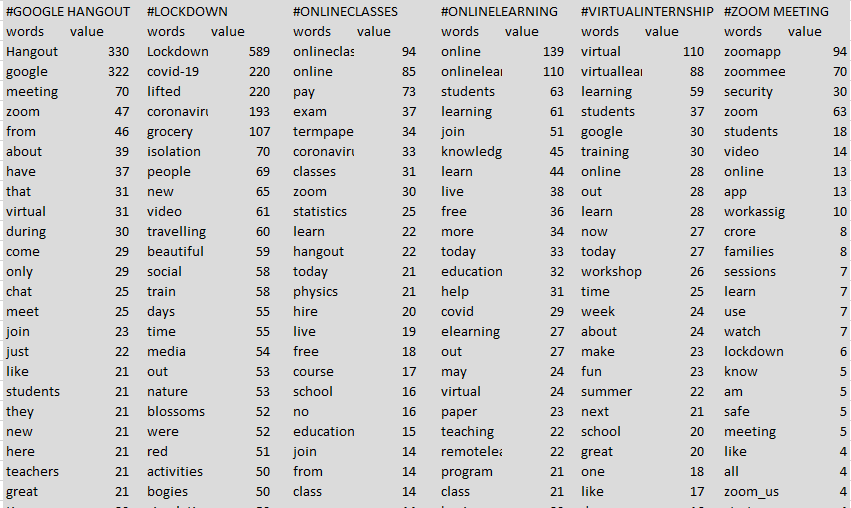 #GOOGLE HANGOUT #LOCKDOWN #ONLINECLASSES #ONLINELEARNING #VIRTUALINTERNSHIP #ZOOM MEETING
words value words value words value words value words value words value
Hangout 330 Lockdown 589 onlineclas 94 online 139 virtual 110 zoomapp 94
google 322 covid-19 220 online 85 onlinelear 110 virtuallear 88 zoommee 70
meeting 70 lifted 220 pay 73 students 63 learning 59 security 30
zoom 47 coronaviru 193 exam 37 learning 61 students 37 zoom 63
from 46 grocery 107 termpape 34 join 51 google 30 students 18
about 39 isolation 70 coronaviru 33 knowledg 45 training 30 video 14
have 37 people 69 classes 31 learn 44 online 28 online 13
that 31 new 65 zoom 30 live 38 out 28 app 13
virtual 31 video 61 statistics 25 free 36 learn 28 workassig 10
during 30 travelling 60 learn 22 more 34 now 27 crore 8
come 29 beautiful 59 hangout 22 today 33 today 27 families 8
only 29 social 58 today 21 education 32 workshop 26 sessions 7
chat 25 train 58 physics 21 help 31 time 25 learn 7
meet 25 days 55 hire 20 covid 29 week 24 use 7
join 23 time 55 live 19 elearning 27 about 24 watch 7
just 22 media 54 free 18 out 27 make 23 lockdown 6
like 21 out 53 course 17 may 24 fun 23 know 5
students 21 nature 53 school 16 virtual 24 summer 22 am 5
they 21 blossoms 52 no 16 paper 23 next 21 safe 5
new 21 were 52 education 15 teaching 22 school 20 meeting 5
here 21 red 51 join 14 remotelea 22 great 20 like 4
teachers 21 activities 50 from 14 program 21 one 18 all 4
great 21 bogies 50 class 14 class 21 like 17 zoom_us 4